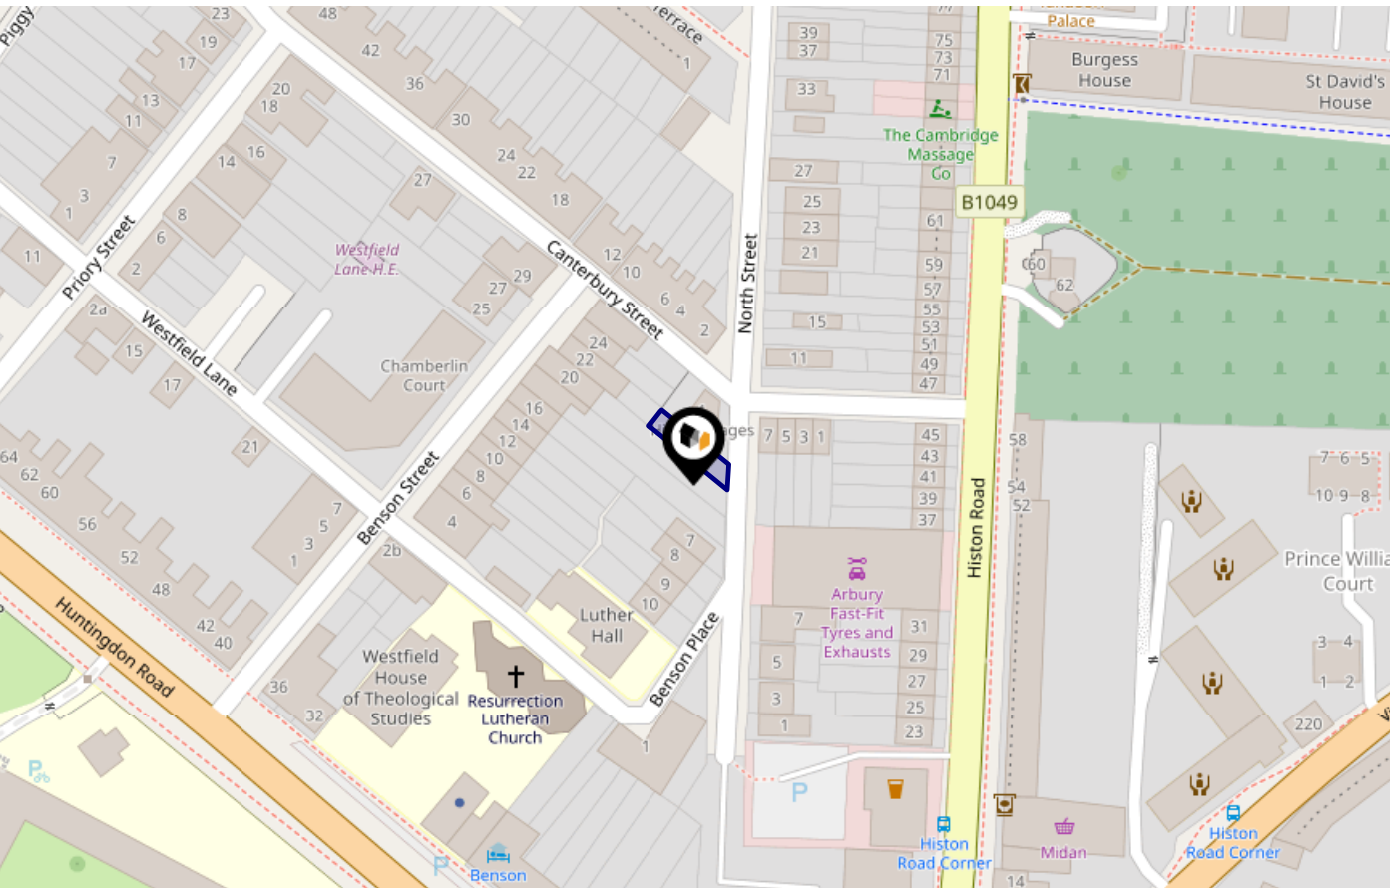 Piggy
23
19
17
13
11
7
3
1
48
42
36
30
24
22
18
Terrace
1
39
37
33
27
25
23
21
15
11
77
75
73
71
The Cambridge
Massage
Go
Palace
Burgess
House
St David's
House
B1049
61
59
57
55
53
51
49
47
60
62
20
18
16
14
8
6
2
11
Priory Street
27
Westfield
Lane H.E.
29
27
25
Canterbury Street
12
10
6
4
2
North Street
2a
15
17
Westfield Lane
Chamberlin
Court
24
22
20
16
14
12
10
8
6
4
21
64
62
60
56
52
48
42
40
7
5
3
1
Benson Street
2b
7 5 3 1
45
43
41
39
37
Histon Road
58
54
52
7 6 5
10 9 8
Prince Willia
Court
3 4
1 2
220
7
8
9
10
Luther
Hall
Benson Place
Arbury
Fast-Fit
Tyres and
Exhausts
7
5
3
1
31
29
27
25
23
Huntingdon Road
36
32
Westfield
House
of Theological
Studies
Resurrection
Lutheran
Church
1
P
P
P
Benson
Histon
Road Corner
Midan
14
Histon
Road Corner